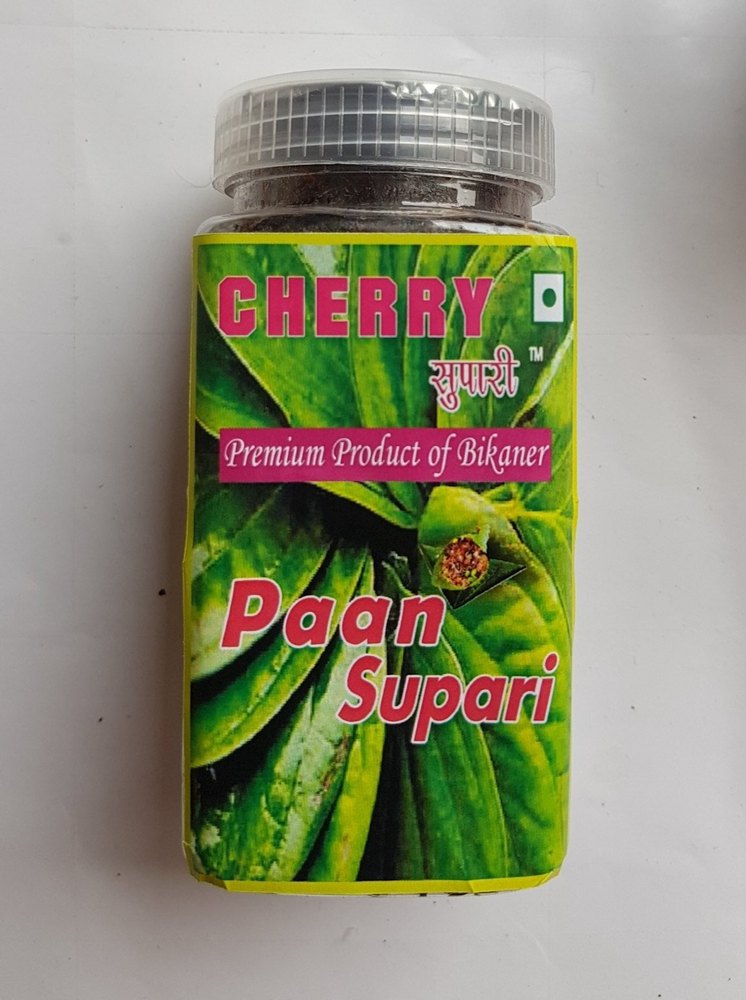 CHERRY
सुपारी TM
Premium Product of Bikaner
Paan
Supari